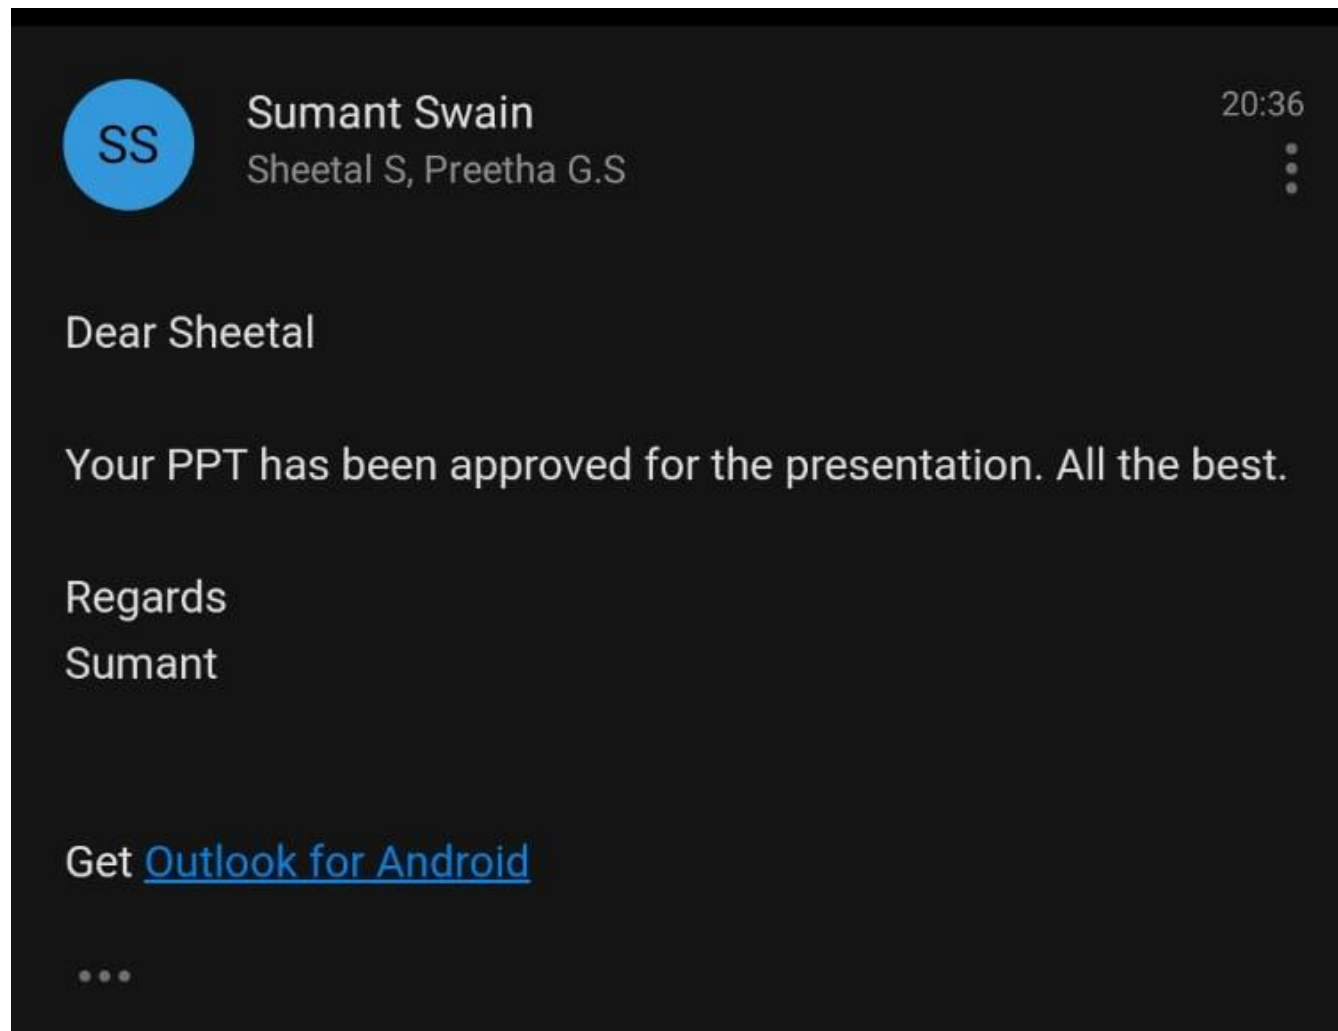 SS
Sumant Swain
20:36
Sheetal S, Preetha G.S
Dear Sheetal
Your PPT has been approved for the presentation. All the best.
Regards
Sumant
Get Outlook for Android